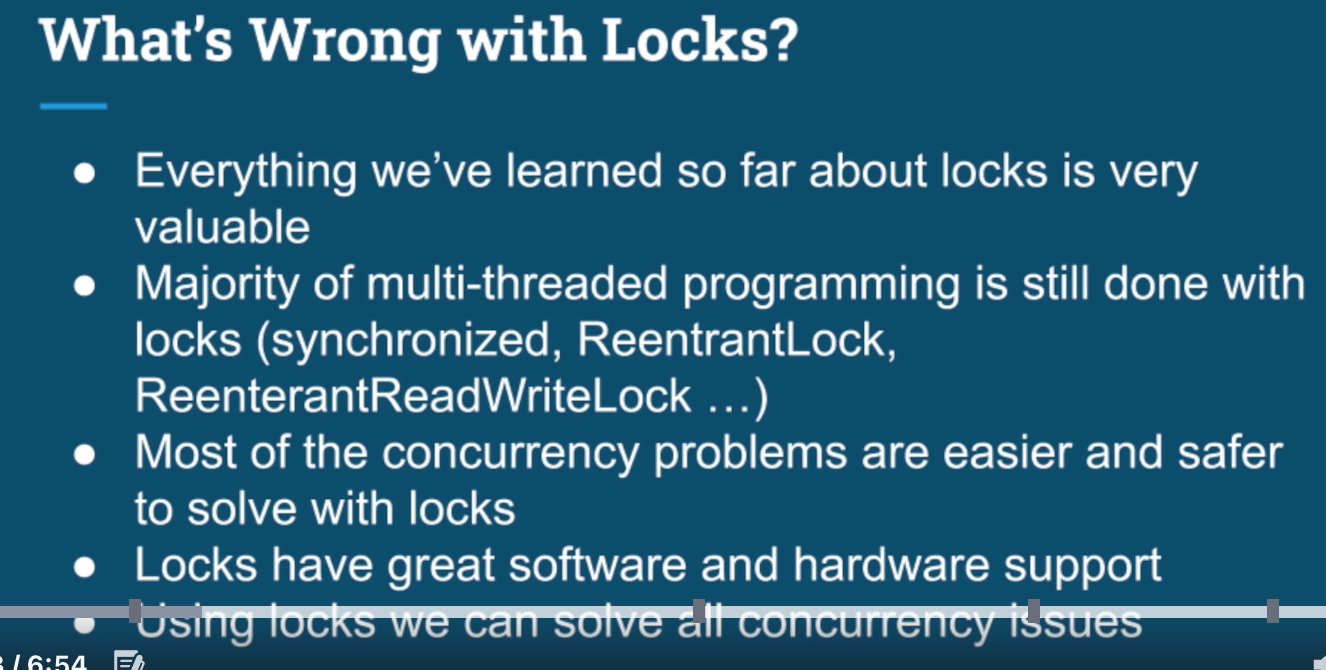 What’s Wrong with Locks?
● Everything we’ve learned so far about locks is very
valuable
● Majority of multi-threaded programming is still done with
locks (synchronized, ReentrantLock,
ReenterantReadWriteLock …)
● Most of the concurrency problems are easier and safer
to solve with locks
● Locks have great software and hardware support
● Using locks we can solve all concurrency issues
/ 6:54